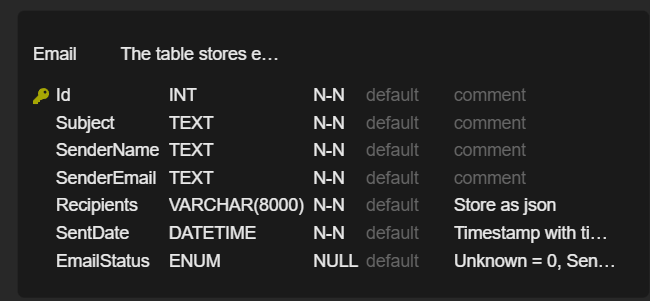 Email The table stores e...
Id INT N-N default comment
Subject TEXT N-N default comment
SenderName TEXT N-N default comment
SenderEmail TEXT N-N default comment
Recipients VARCHAR(8000) N-N default Store as json
SentDate DATETIME N-N default Timestamp with ti...
EmailStatus ENUM NULL default Unknown = 0, Sen...